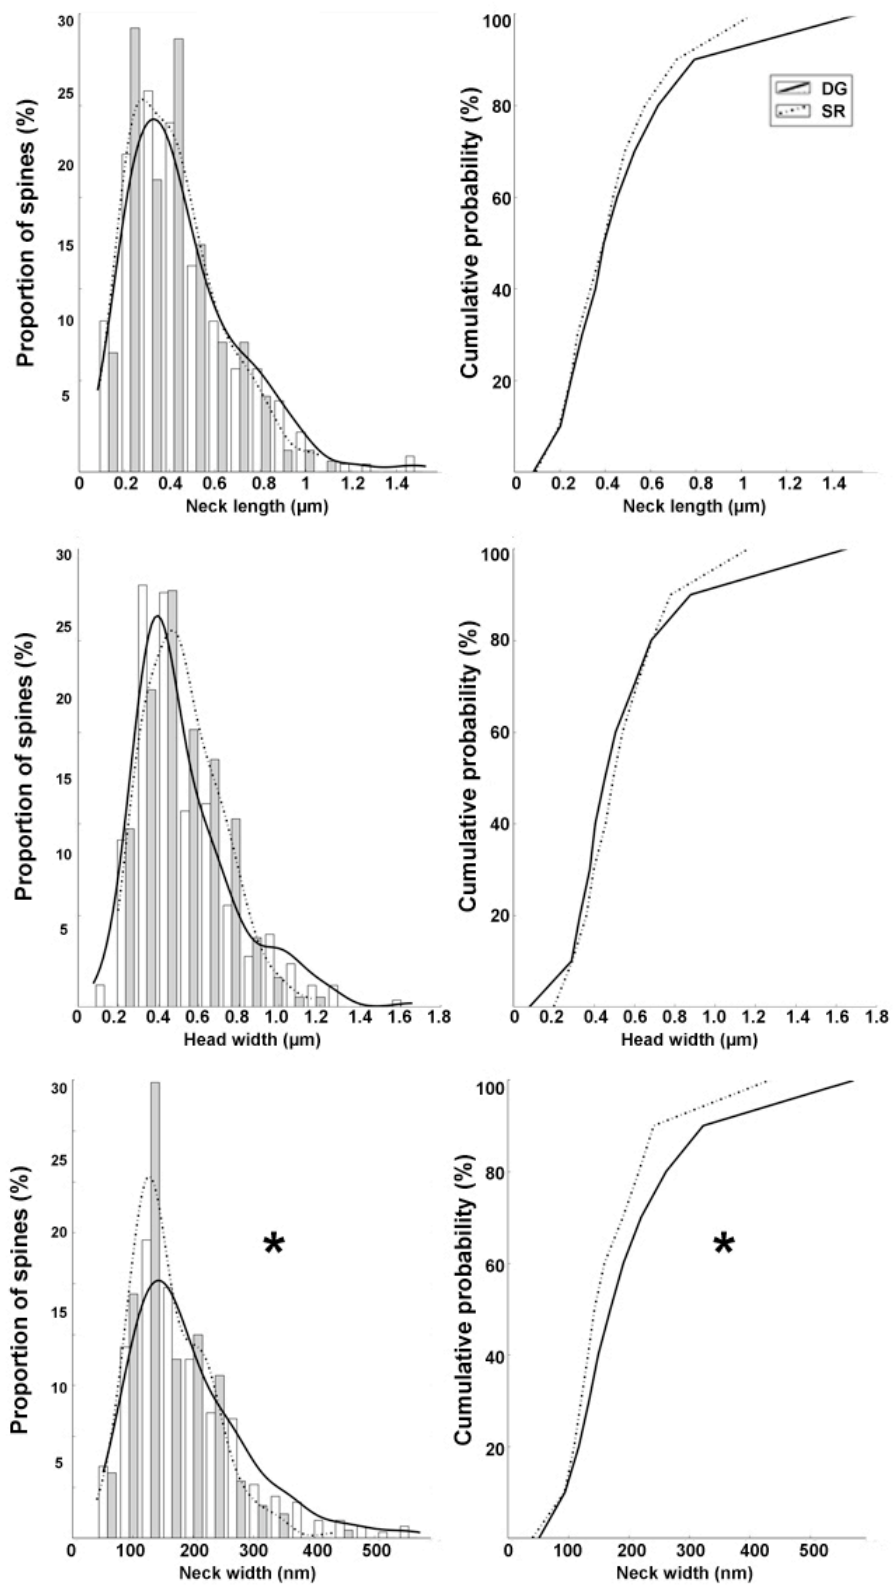 Proportion of spines (%)
30
25
20
15
10
5
0 0.2 0.4 0.6 0.8 1 1.2 1.4
Neck length (µm)
Cumulative probability (%)
100
80
60
40
20
0 0.2 0.4 0.6 0.8 1 1.2 1.4
Neck length (µm)
DG
SR
Proportion of spines (%)
30
25
20
15
10
5
0 0.2 0.4 0.6 0.8 1.0 1.2 1.4 1.6 1.8
Head width (µm)
Cumulative probability (%)
100
80
60
40
20
0 0.2 0.4 0.6 0.8 1.0 1.2 1.4 1.6 1.8
Head width (µm)
Proportion of spines (%)
30
25
20
15
10
5
0 100 200 300 400 500
Neck width (nm)
*
Cumulative probability (%)
100
80
60
40
20
0 100 200 300 400 500
Neck width (nm)
*